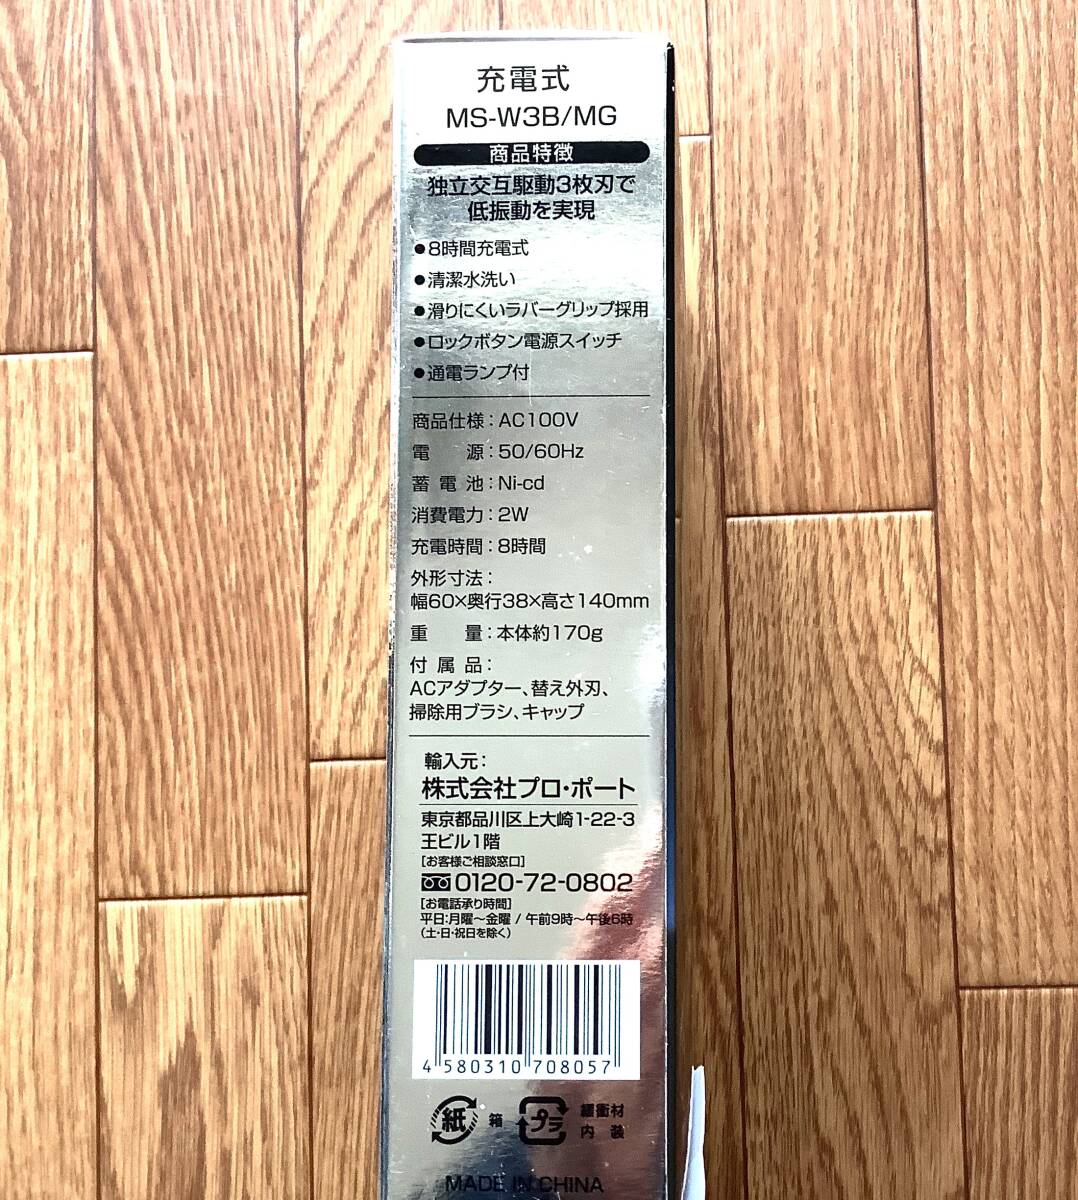 充電式
MS-W3B/MG
商品特徴
独立交互駆動3枚刃で
低振動を実現
●8時間充電式
●清潔水洗い
●滑りにくいラバーグリップ採用
●ロックボタン電源スイッチ
●通電ランプ付
商品仕様：AC100V
電　源：50/60Hz
蓄電池：Ni-cd
消費電力：2W
充電時間：8時間
外形寸法：
幅60×奥行38×高さ140mm
重　量：本体約170g
付属品：
ACアダプター、替え外刃、
掃除用ブラシ、キャップ
輸入元：
株式会社プロ・ポート
東京都品川区上大崎1-22-3
王ビル1階
［お客様ご相談窓口］
0120-72-0802
［お電話承り時間］
平日：月曜～金曜 / 午前9時～午後6時
（土・日・祝日を除く）
4 580310 708057
紙 箱 プラ 緩衝材
内装
MADE IN CHINA